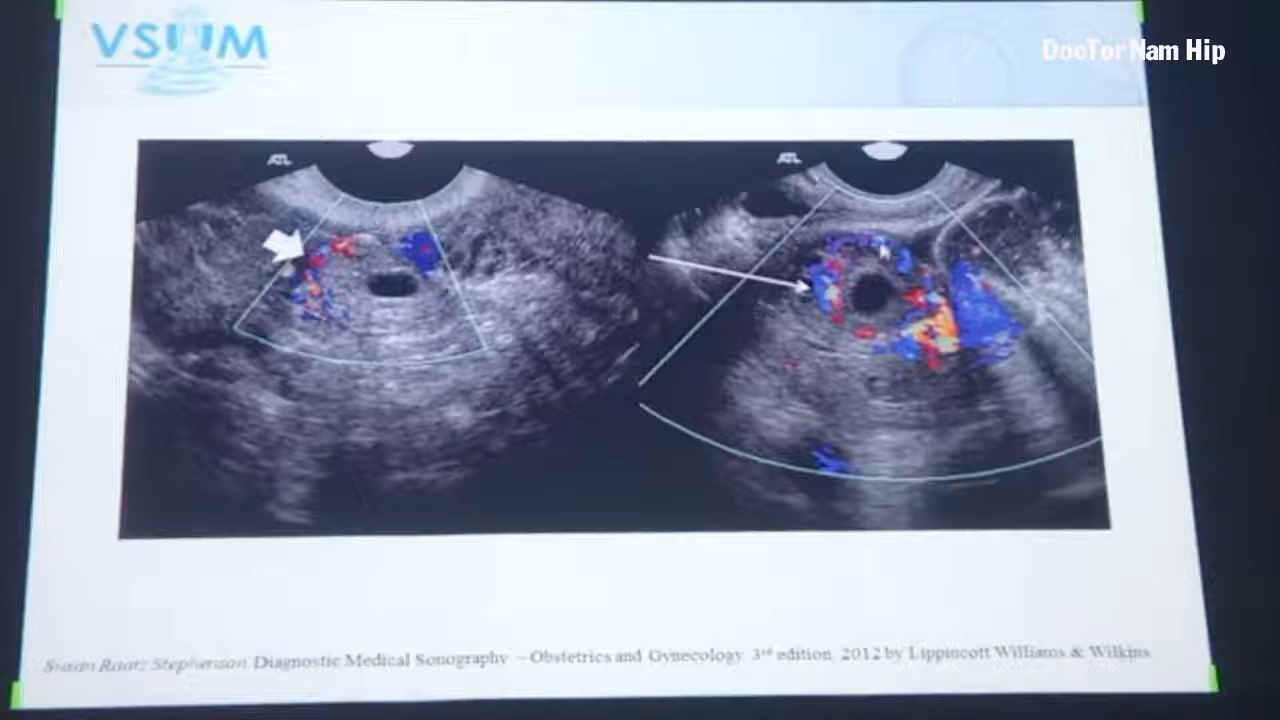 VSUM
DocTor Nam Hip
ATL
ATL
Susan Raatz Stephenson Diagnostic Medical Sonography – Obstetrics and Gynecology 3rd edition 2012 by Lippincott Williams & Wilkins